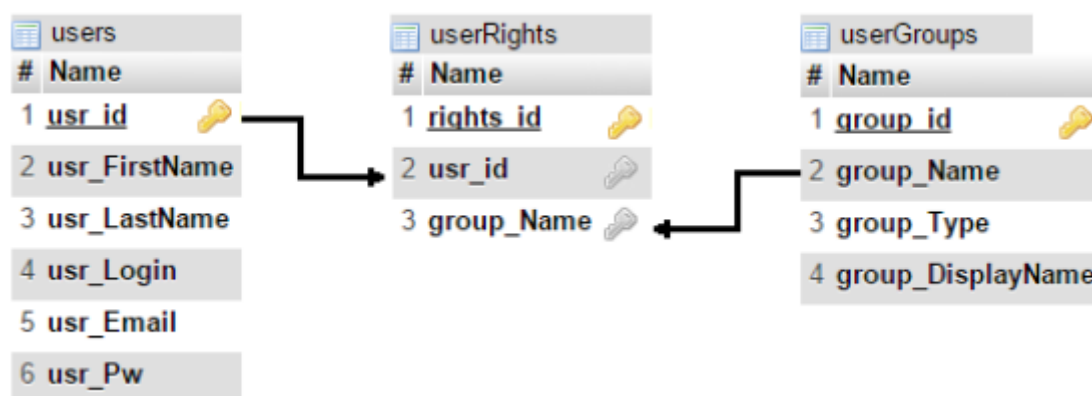 users
# Name
1 usr_id
2 usr_FirstName
3 usr_LastName
4 usr_Login
5 usr_Email
6 usr_Pw
userRights
# Name
1 rights_id
2 usr_id
3 group_Name
userGroups
# Name
1 group_id
2 group_Name
3 group_Type
4 group_DisplayName